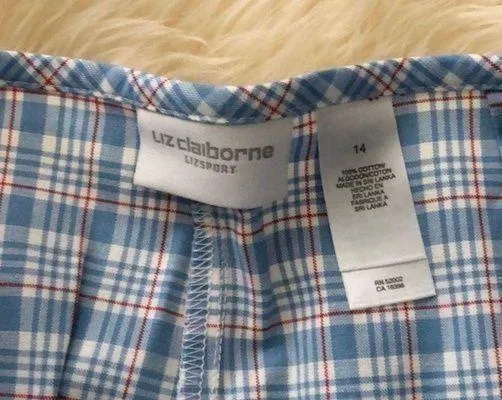 Liz claiborne
LIZSPORT
14
100% COTTON
ALGODON/COTON
MADE IN SRI LANKA
HECHO EN
SRI LANKA
FABRIQUE A
SRI LANKA
RN 52002
CA 16398